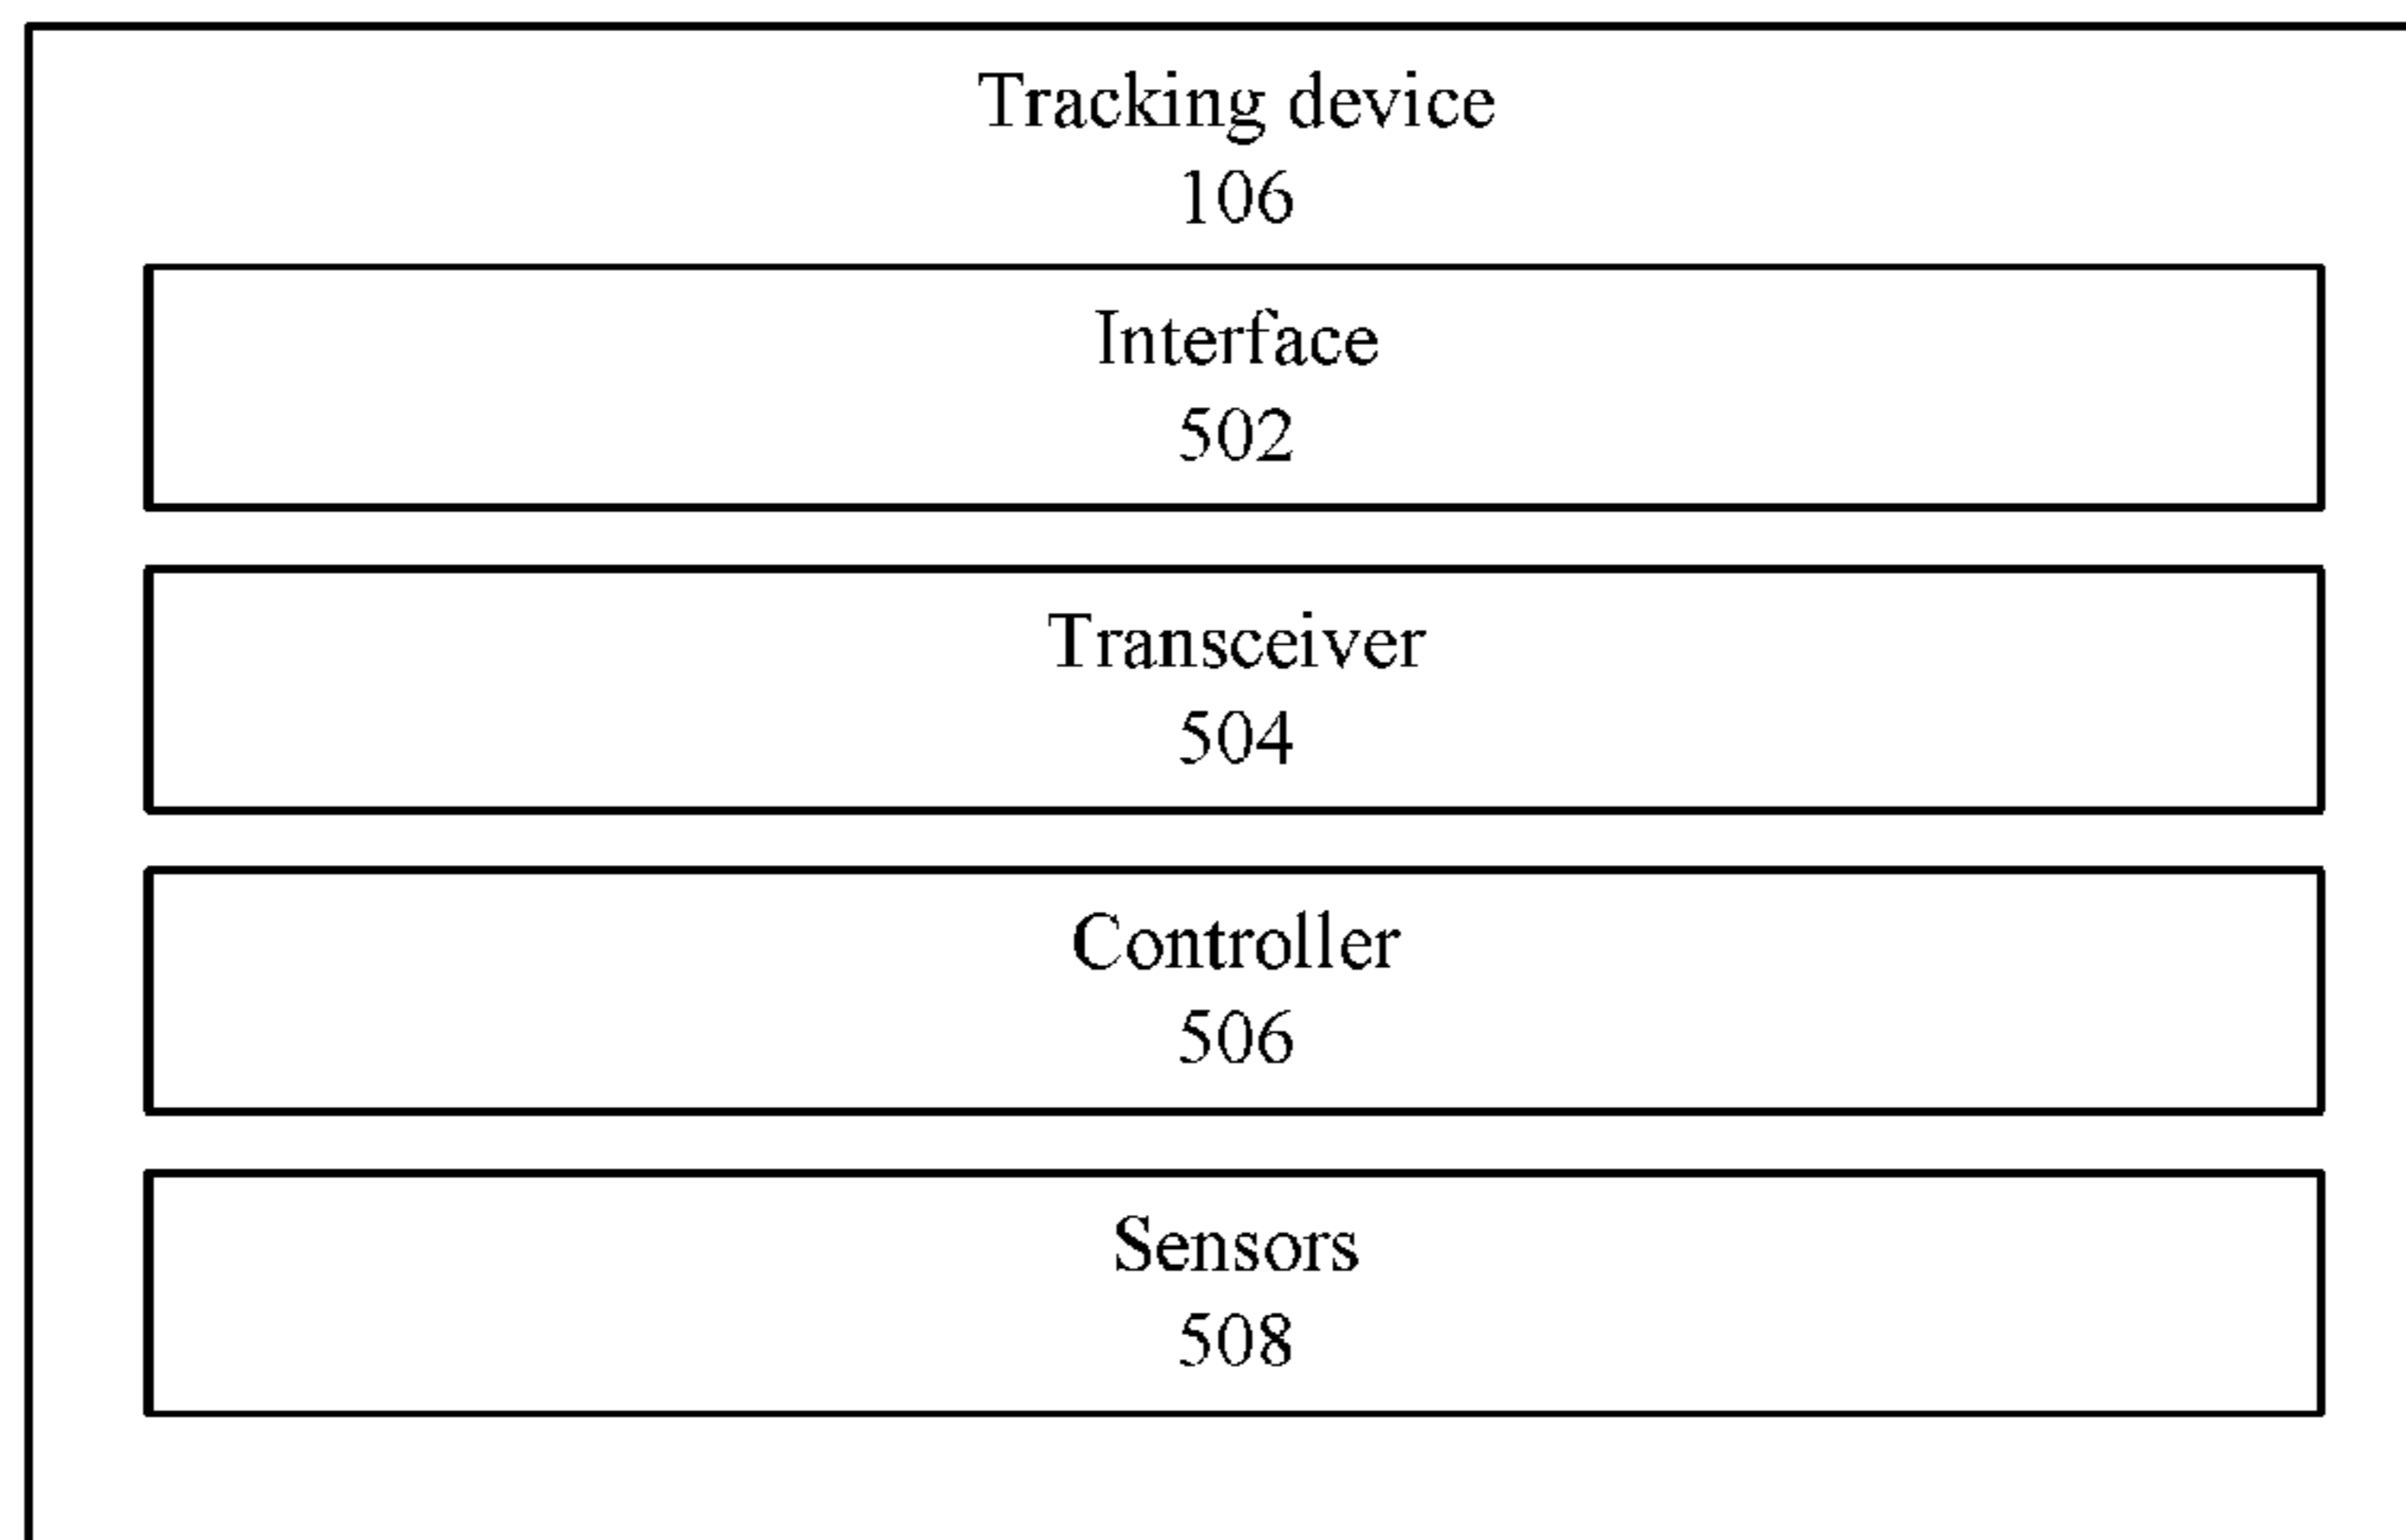 Tracking device
106
Interface
502
Transceiver
504
Controller
506
Sensors
508